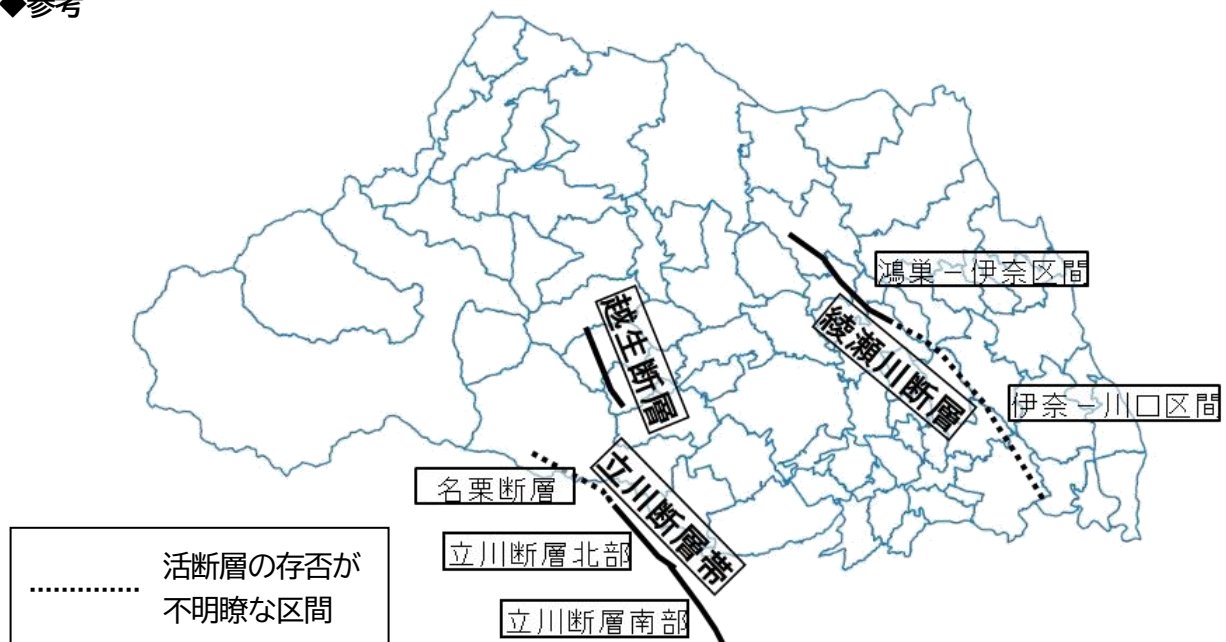 ◆参考
鴻巣－伊奈区間
越生断層
綾瀬川断層
伊奈－川口区間
名栗断層
立川断層帯
立川断層北部
立川断層南部
活断層の存否が
不明瞭な区間